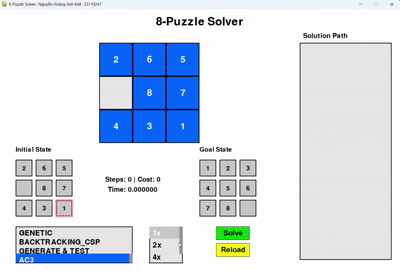 8-Puzzle Solver- Nguyễn Hoàng Anh Kiệt -23110247
8-Puzzle Solver
Solution Path
2 6 5
8 7
4 3 1
Initial State
2 6 5
8 7
4 3 1
Steps: 0 | Cost: 0
Time: 0.000000
Goal State
1 2 3
4 5 6
7 8
GENETIC
BACKTRACKING_CSP
GENERATE & TEST
AC3
1x
2x
4x
Solve
Reload